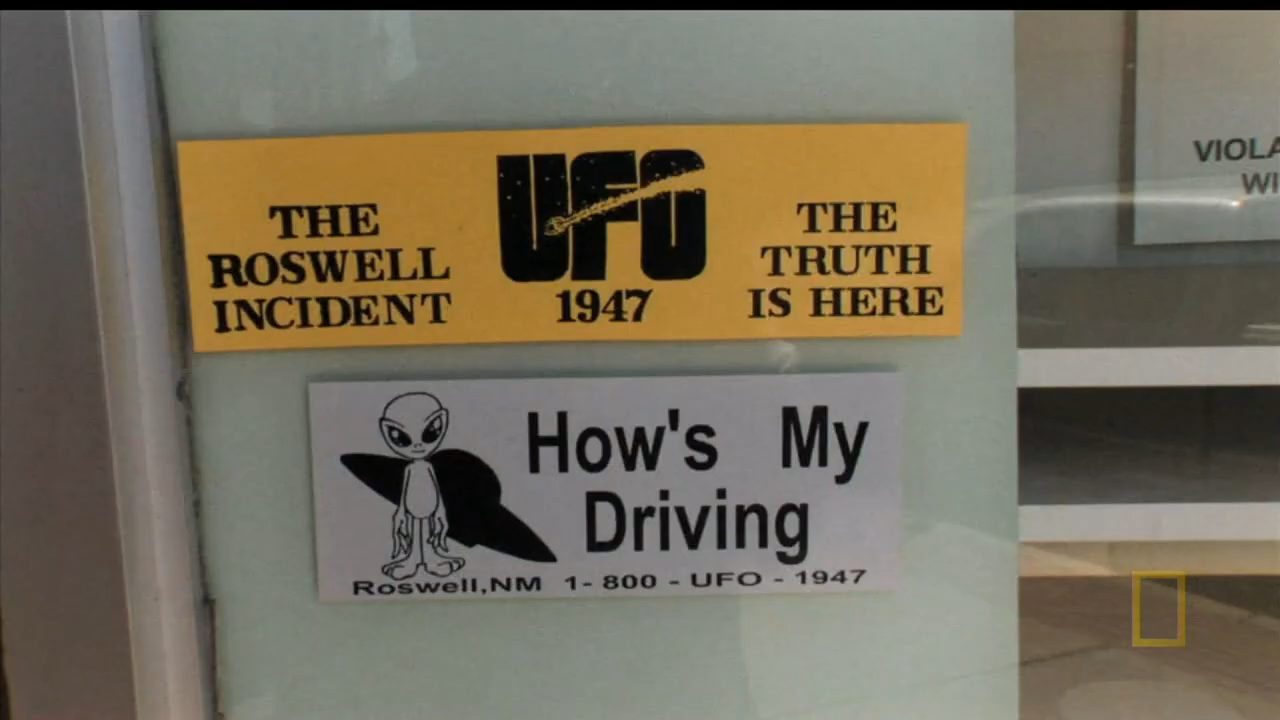 THE
ROSWELL
INCIDENT
UFO
1947
THE
TRUTH
IS HERE
How's My
Driving
Roswell,NM 1-800-UFO-1947